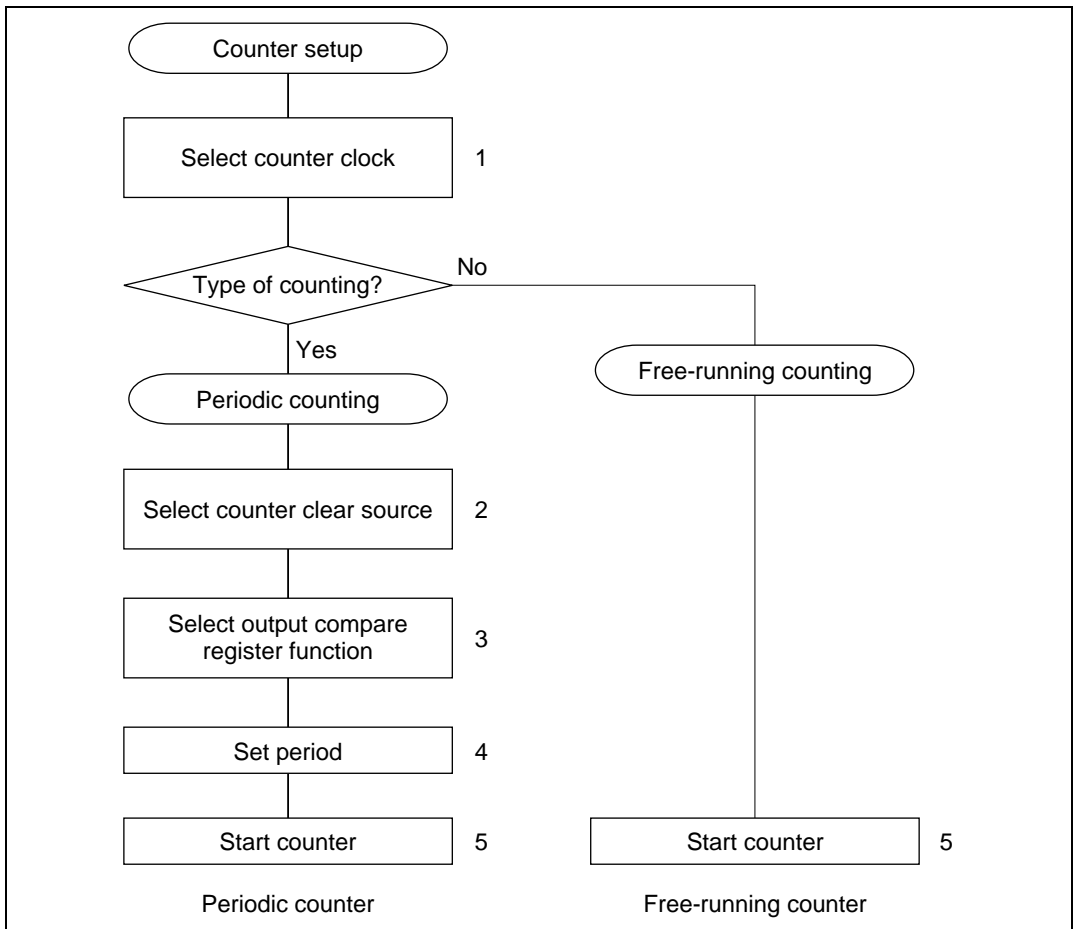 Counter setup
Select counter clock
1
Type of counting?
No
Yes
Free-running counting
Periodic counting
Select counter clear source
2
Select output compare
register function
3
Set period
4
Start counter
5
Start counter
5
Periodic counter
Free-running counter